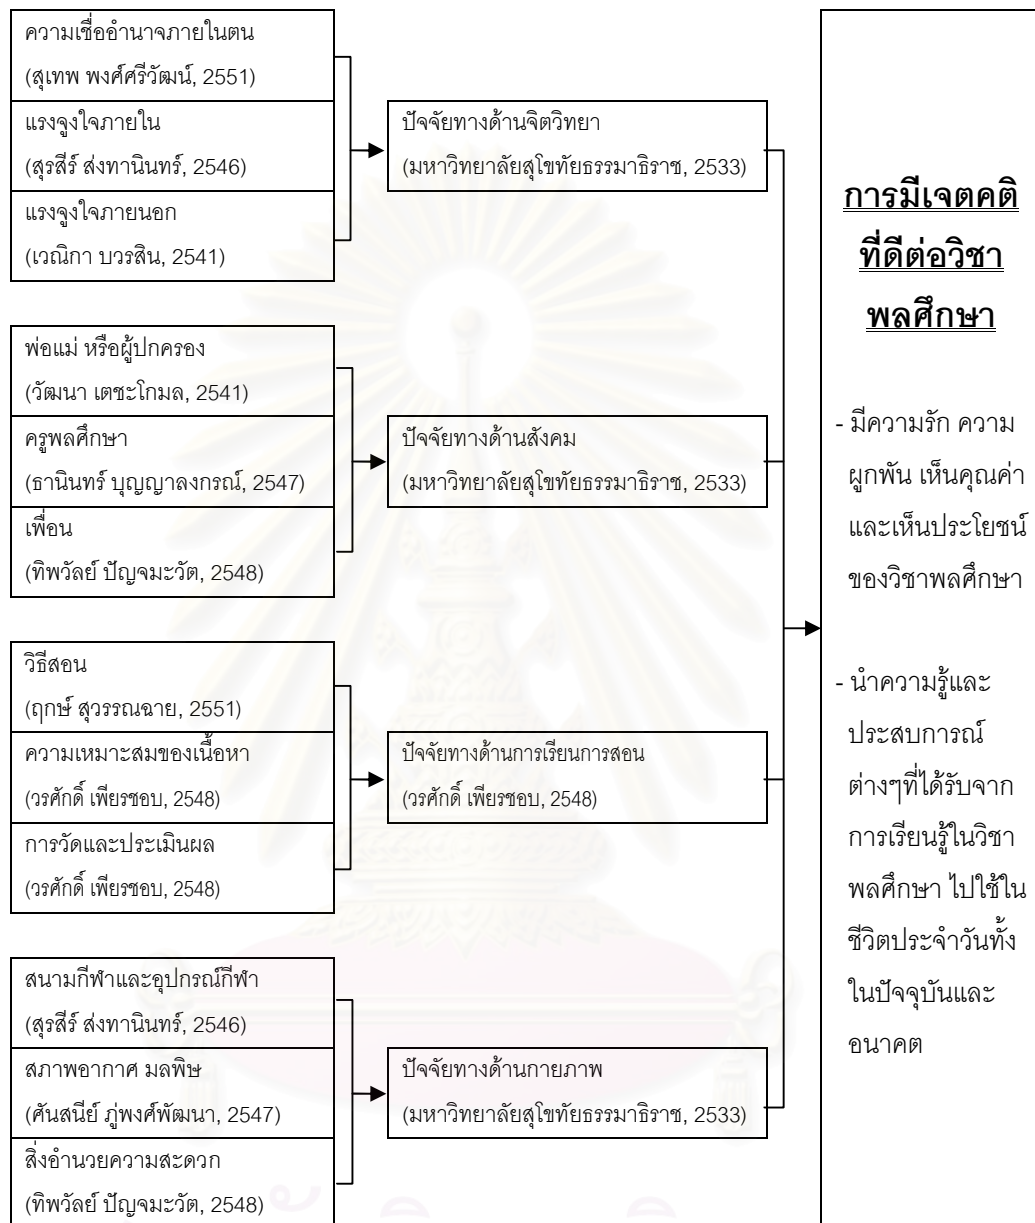 ความเชื่ออำนาจภายในตน
(สุเทพ พงศ์ศรีวัฒน์, 2551)
แรงจูงใจภายใน
(สุรสีร์ ส่งทานินทร์, 2546)
แรงจูงใจภายนอก
(เวณิกา บวรสิน, 2541)
ปัจจัยทางด้านจิตวิทยา
(มหาวิทยาลัยสุโขทัยธรรมาธิราช, 2533)
พ่อแม่ หรือผู้ปกครอง
(วัฒนา เตชะโกมล, 2541)
ครูพลศึกษา
(ธานินทร์ บุญญาลงกรณ์, 2547)
เพื่อน
(ทิพวัลย์ ปัญจมะวัต, 2548)
ปัจจัยทางด้านสังคม
(มหาวิทยาลัยสุโขทัยธรรมาธิราช, 2533)
วิธีสอน
(ฤกษ์ สุวรรณฉาย, 2551)
ความเหมาะสมของเนื้อหา
(วรศักดิ์ เพียรชอบ, 2548)
การวัดและประเมินผล
(วรศักดิ์ เพียรชอบ, 2548)
ปัจจัยทางด้านการเรียนการสอน
(วรศักดิ์ เพียรชอบ, 2548)
สนามกีฬาและอุปกรณ์กีฬา
(สุรสีร์ ส่งทานินทร์, 2546)
สภาพอากาศ มลพิษ
(ศันสนีย์ ภู่พงศ์พัฒนา, 2547)
สิ่งอำนวยความสะดวก
(ทิพวัลย์ ปัญจมะวัต, 2548)
ปัจจัยทางด้านกายภาพ
(มหาวิทยาลัยสุโขทัยธรรมาธิราช, 2533)
การมีเจตคติ
ที่ดีต่อวิชา
พลศึกษา
- มีความรัก ความ
ผูกพัน เห็นคุณค่า
และเห็นประโยชน์
ของวิชาพลศึกษา
- นำความรู้และ
ประสบการณ์
ต่างๆที่ได้รับจาก
การเรียนรู้ในวิชา
พลศึกษา ไปใช้ใน
ชีวิตประจำวันทั้ง
ในปัจจุบันและ
อนาคต